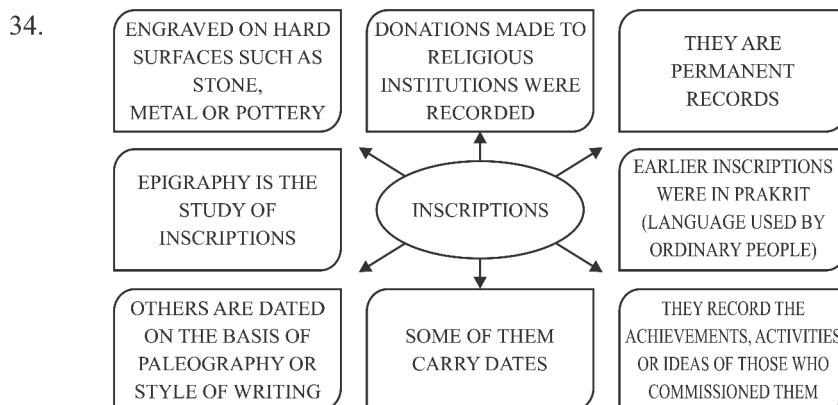 34.
ENGRAVED ON HARD
SURFACES SUCH AS
STONE,
METAL OR POTTERY
DONATIONS MADE TO
RELIGIOUS
INSTITUTIONS WERE
RECORDED
THEY ARE
PERMANENT
RECORDS
EPIGRAPHY IS THE
STUDY OF
INSCRIPTIONS
INSCRIPTIONS
EARLIER INSCRIPTIONS
WERE IN PRAKRIT
(LANGUAGE USED BY
ORDINARY PEOPLE)
OTHERS ARE DATED
ON THE BASIS OF
PALEOGRAPHY OR
STYLE OF WRITING
SOME OF THEM
CARRY DATES
THEY RECORD THE
ACHIEVEMENTS, ACTIVITIES
OR IDEAS OF THOSE WHO
COMMISSIONED THEM